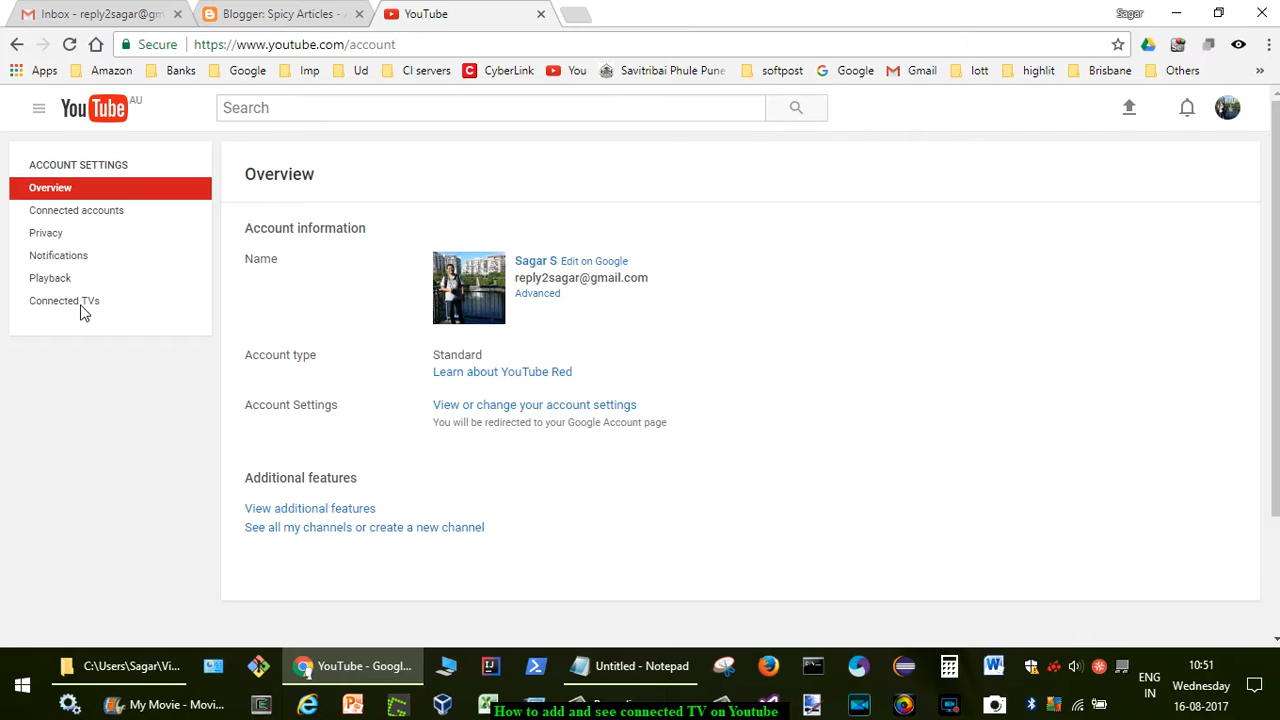 Inbox - reply2sagar@gm
Blogger: Spicy Articles -
YouTube
Sagar
Secure
https://www.youtube.com/account
Apps
Amazon
Banks
Google
Imp
Ud
CI servers
CyberLink
You
Savitribai Phule Pune
softpost
Google
Gmail
lott
highlit
Brisbane
Others
YouTube AU
Search
ACCOUNT SETTINGS
Overview
Connected accounts
Privacy
Notifications
Playback
Connected TVs
Overview
Account information
Name
Sagar S Edit on Google
reply2sagar@gmail.com
Advanced
Account type
Standard
Learn about YouTube Red
Account Settings
View or change your account settings
You will be redirected to your Google Account page
Additional features
View additional features
See all my channels or create a new channel
C:\Users\Sagar\Vi...
YouTube - Googl...
Untitled - Notepad
10:51
ENG
Wednesday
IN
My Movie - Movi...
16-08-2017
How to add and see connected TV on Youtube